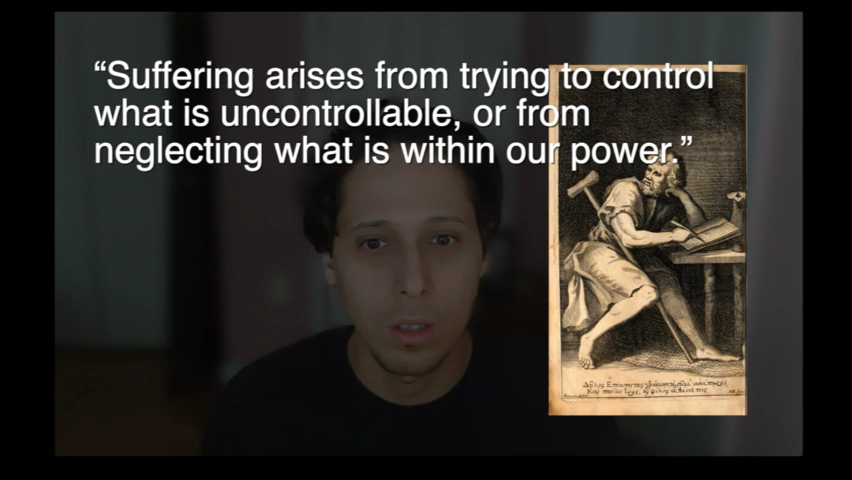 “Suffering arises from trying to control
what is uncontrollable, or from
neglecting what is within our power.”